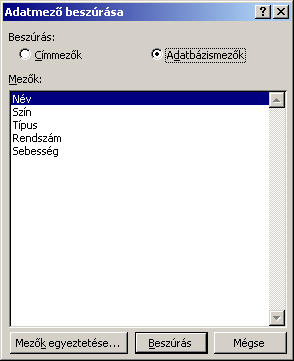 Adatmező beszúrása
Beszúrás:
Címmezők Adatbázismezők
Mezők:
Név
Szín
Típus
Rendszám
Sebesség
Mezők egyeztetése... Beszúrás Mégse